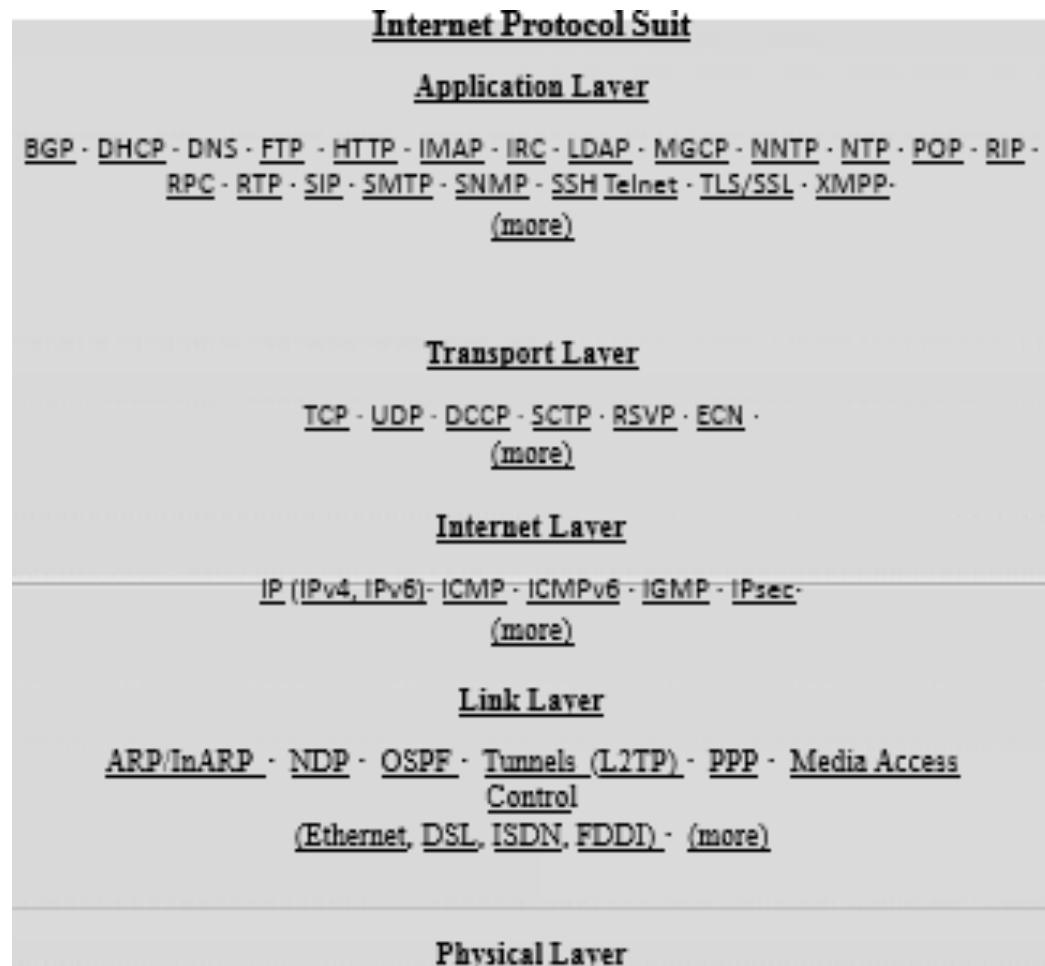 Internet Protocol Suit
Application Layer
BGP · DHCP · DNS · FTP · HTTP · IMAP · IRC · LDAP · MGCP · NNTP · NTP · POP · RIP ·
RPC · RTP · SIP · SMTP · SNMP · SSH Telnet · TLS/SSL · XMPP·
(more)
Transport Layer
TCP · UDP · DCCP · SCTP · RSVP · ECN ·
(more)
Internet Layer
IP (IPv4, IPv6)· ICMP · ICMPv6 · IGMP · IPsec·
(more)
Link Layer
ARP/InARP · NDP · OSPF · Tunnels (L2TP) · PPP · Media Access
Control
(Ethernet, DSL, ISDN, FDDI) · (more)
Physical Layer